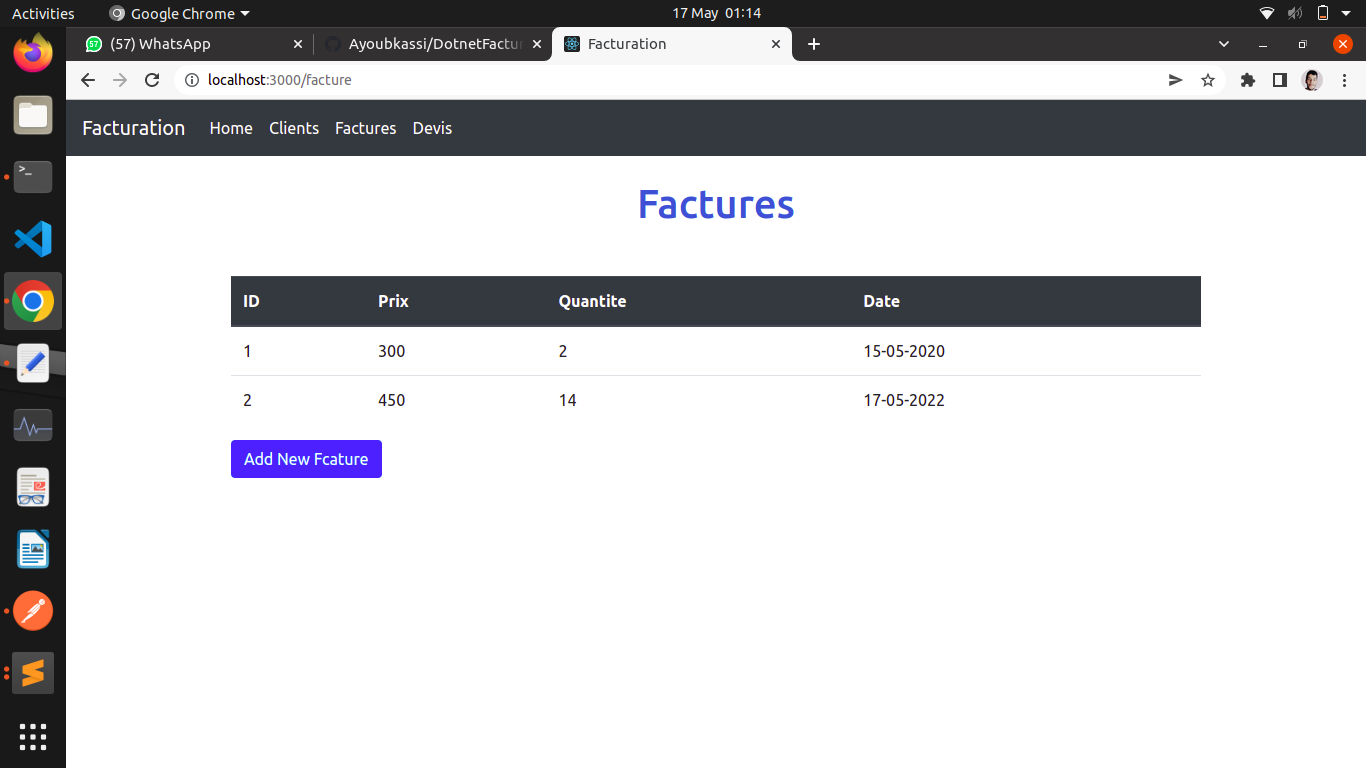 Activities Google Chrome 17 May 01:14
57 (57) WhatsApp Ayoubkassi/DotnetFactur Facturation
localhost:3000/facture
Facturation Home Clients Factures Devis
Factures
ID Prix Quantite Date
1 300 2 15-05-2020
2 450 14 17-05-2022
Add New Fcature